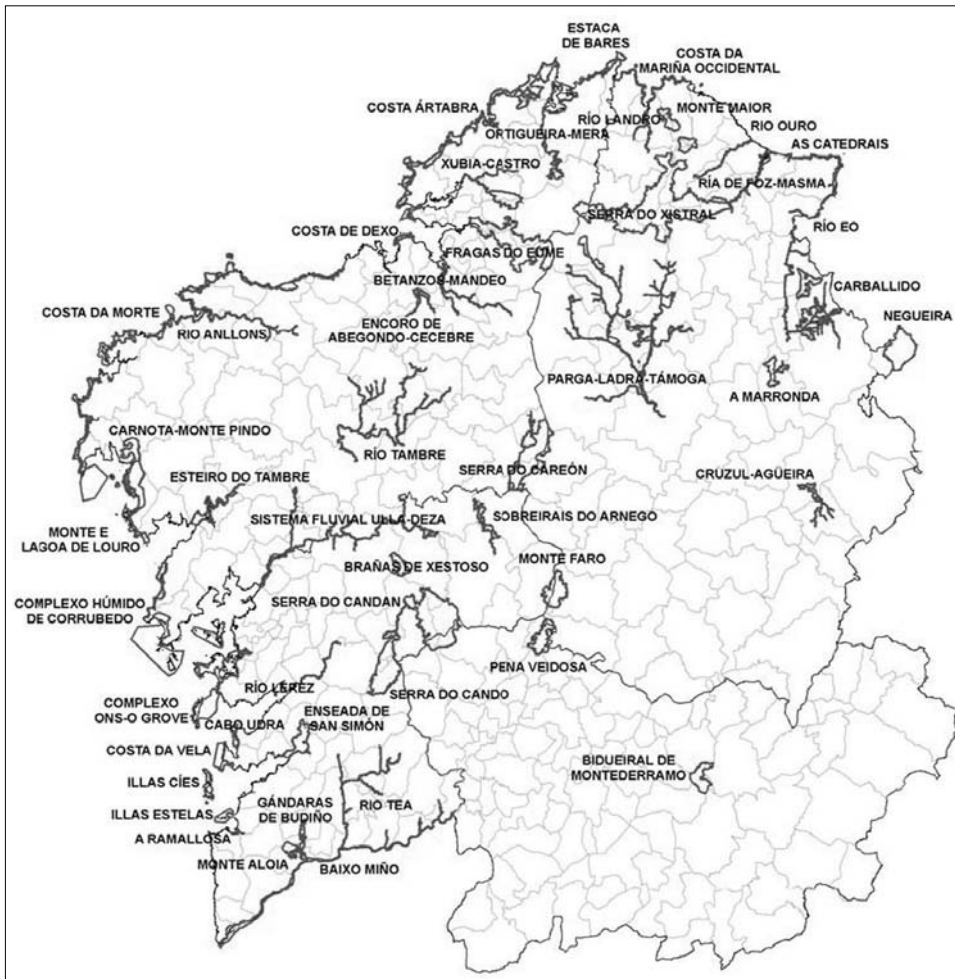 ESTACA
DE BARES
COSTA DA
MARIÑA OCCIDENTAL
COSTA ÁRTABRA
RÍO LANDRO
MONTE MAIOR
RIO OURO
ORTIGUEIRA-MERA
AS CATEDRAIS
XUBIA-CASTRO
RÍA DE FOZ-MASMA
SERRA DO XISTRAL
RÍO EO
COSTA DE DEXO
FRAGAS DO EUME
BETANZOS-MANDEO
CARBALLIDO
COSTA DA MORTE
NEGUEIRA
RIO ANLLONS
ENCORO DE
ABEGONDO-CECEBRE
PARGA-LADRA-TÁMOGA
A MARRONDA
CARNOTA-MONTE PINDO
RÍO TAMBRE
SERRA DO CAREÓN
CRUZUL-AGÜEIRA
ESTEIRO DO TAMBRE
SISTEMA FLUVIAL ULLA-DEZA
SOBREIRAIS DO ARNEGO
MONTE E
LAGOA DE LOURO
BRAÑAS DE XESTOSO
MONTE FARO
COMPLEXO HÚMIDO
DE CORRUBEDO
SERRA DO CANDAN
PENA VEIDOSA
RÍO LÉREZ
SERRA DO CANDO
COMPLEXO
ONS-O GROVE
CABO UDRA
ENSEADA DE
SAN SIMÓN
COSTA DA VELA
BIDUEIRAL DE
MONTEDERRAMO
ILLAS CÍES
GÁNDARAS
DE BUDIÑO
RIO TEA
ILLAS ESTELAS
A RAMALLOSA
MONTE ALOIA
BAIXO MIÑO